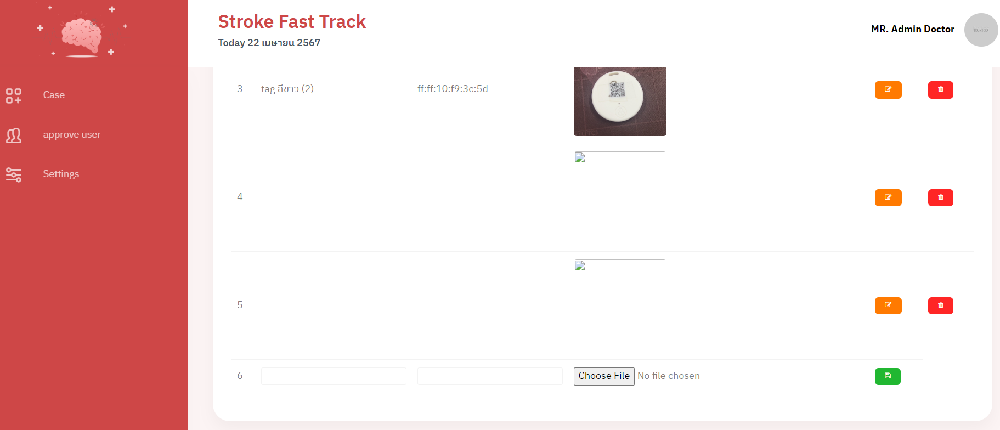 Stroke Fast Track
Today 22 เมษายน 2567
MR. Admin Doctor
100x100
Case
approve user
Settings
3 tag สีขาว (2) ff:ff:10:f9:3c:5d
4
5
6 Choose File No file chosen